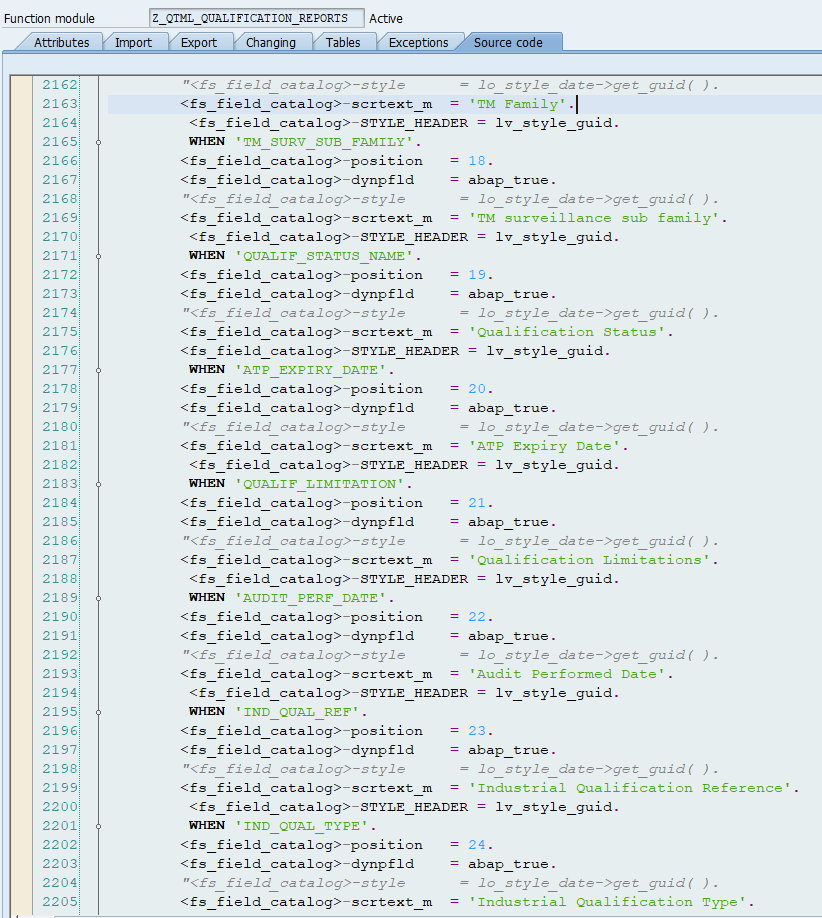 Function module Z_QTML_QUALIFICATION_REPORTS Active
Attributes Import Export Changing Tables Exceptions Source code
2162 "<fs_field_catalog>-style = lo_style_date->get_guid( ).
2163 <fs_field_catalog>-scrtext_m = 'TM Family'.
2164 <fs_field_catalog>-STYLE_HEADER = lv_style_guid.
2165 WHEN 'TM_SURV_SUB_FAMILY'.
2166 <fs_field_catalog>-position = 18.
2167 <fs_field_catalog>-dynpfld = abap_true.
2168 "<fs_field_catalog>-style = lo_style_date->get_guid( ).
2169 <fs_field_catalog>-scrtext_m = 'TM surveillance sub family'.
2170 <fs_field_catalog>-STYLE_HEADER = lv_style_guid.
2171 WHEN 'QUALIF_STATUS_NAME'.
2172 <fs_field_catalog>-position = 19.
2173 <fs_field_catalog>-dynpfld = abap_true.
2174 "<fs_field_catalog>-style = lo_style_date->get_guid( ).
2175 <fs_field_catalog>-scrtext_m = 'Qualification Status'.
2176 <fs_field_catalog>-STYLE_HEADER = lv_style_guid.
2177 WHEN 'ATP_EXPIRY_DATE'.
2178 <fs_field_catalog>-position = 20.
2179 <fs_field_catalog>-dynpfld = abap_true.
2180 "<fs_field_catalog>-style = lo_style_date->get_guid( ).
2181 <fs_field_catalog>-scrtext_m = 'ATP Expiry Date'.
2182 <fs_field_catalog>-STYLE_HEADER = lv_style_guid.
2183 WHEN 'QUALIF_LIMITATION'.
2184 <fs_field_catalog>-position = 21.
2185 <fs_field_catalog>-dynpfld = abap_true.
2186 "<fs_field_catalog>-style = lo_style_date->get_guid( ).
2187 <fs_field_catalog>-scrtext_m = 'Qualification Limitations'.
2188 <fs_field_catalog>-STYLE_HEADER = lv_style_guid.
2189 WHEN 'AUDIT_PERF_DATE'.
2190 <fs_field_catalog>-position = 22.
2191 <fs_field_catalog>-dynpfld = abap_true.
2192 "<fs_field_catalog>-style = lo_style_date->get_guid( ).
2193 <fs_field_catalog>-scrtext_m = 'Audit Performed Date'.
2194 <fs_field_catalog>-STYLE_HEADER = lv_style_guid.
2195 WHEN 'IND_QUAL_REF'.
2196 <fs_field_catalog>-position = 23.
2197 <fs_field_catalog>-dynpfld = abap_true.
2198 "<fs_field_catalog>-style = lo_style_date->get_guid( ).
2199 <fs_field_catalog>-scrtext_m = 'Industrial Qualification Reference'.
2200 <fs_field_catalog>-STYLE_HEADER = lv_style_guid.
2201 WHEN 'IND_QUAL_TYPE'.
2202 <fs_field_catalog>-position = 24.
2203 <fs_field_catalog>-dynpfld = abap_true.
2204 "<fs_field_catalog>-style = lo_style_date->get_guid( ).
2205 <fs_field_catalog>-scrtext_m = 'Industrial Qualification Type'.